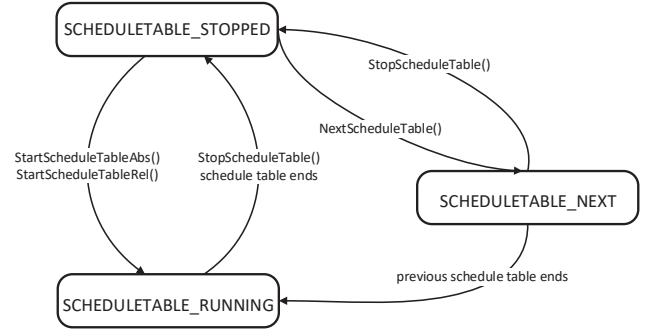 SCHEDULETABLE_STOPPED
StopScheduleTable()
NextScheduleTable()
StartScheduleTableAbs()
StartScheduleTableRel()
StopScheduleTable()
schedule table ends
SCHEDULETABLE_NEXT
previous schedule table ends
SCHEDULETABLE_RUNNING